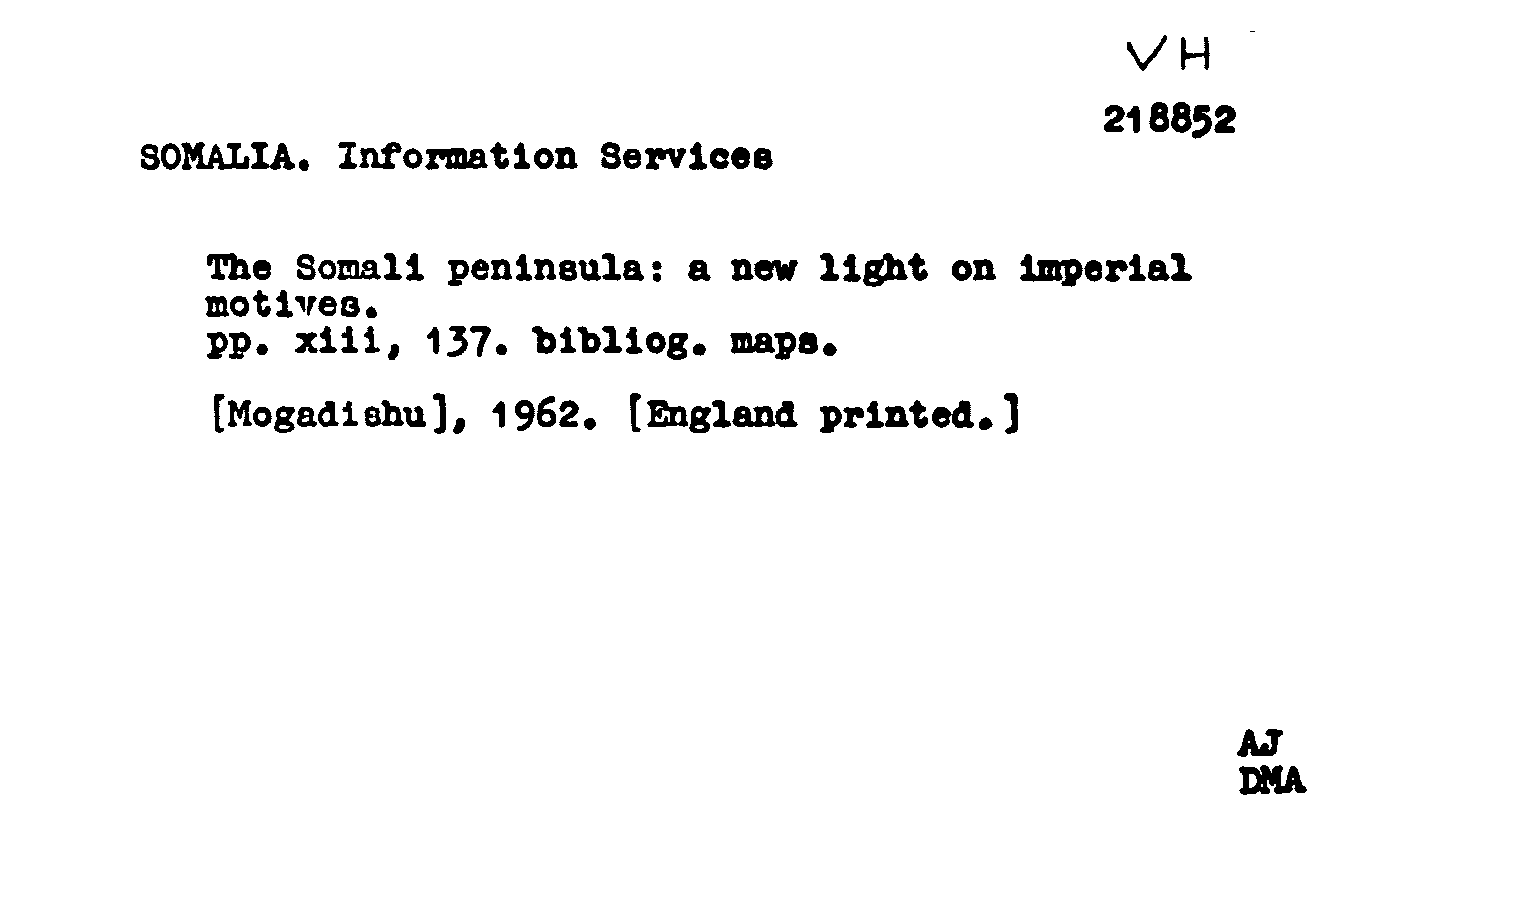 VH
218852
SOMALIA. Information Services
The Somali peninsula: a new light on imperial
motives.
pp. xiii, 137. bibliog. maps.
[Mogadishu], 1962. [England printed.]
AJ
DMA